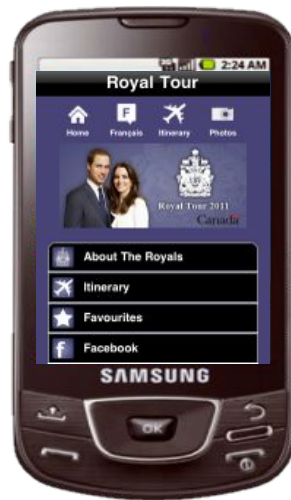 3G 2:24 AM
Royal Tour
F
Home Français Itinerary Photos
Royal Tour 2011
Canada
About The Royals
Itinerary
Favourites
f Facebook
SAMSUNG
OK